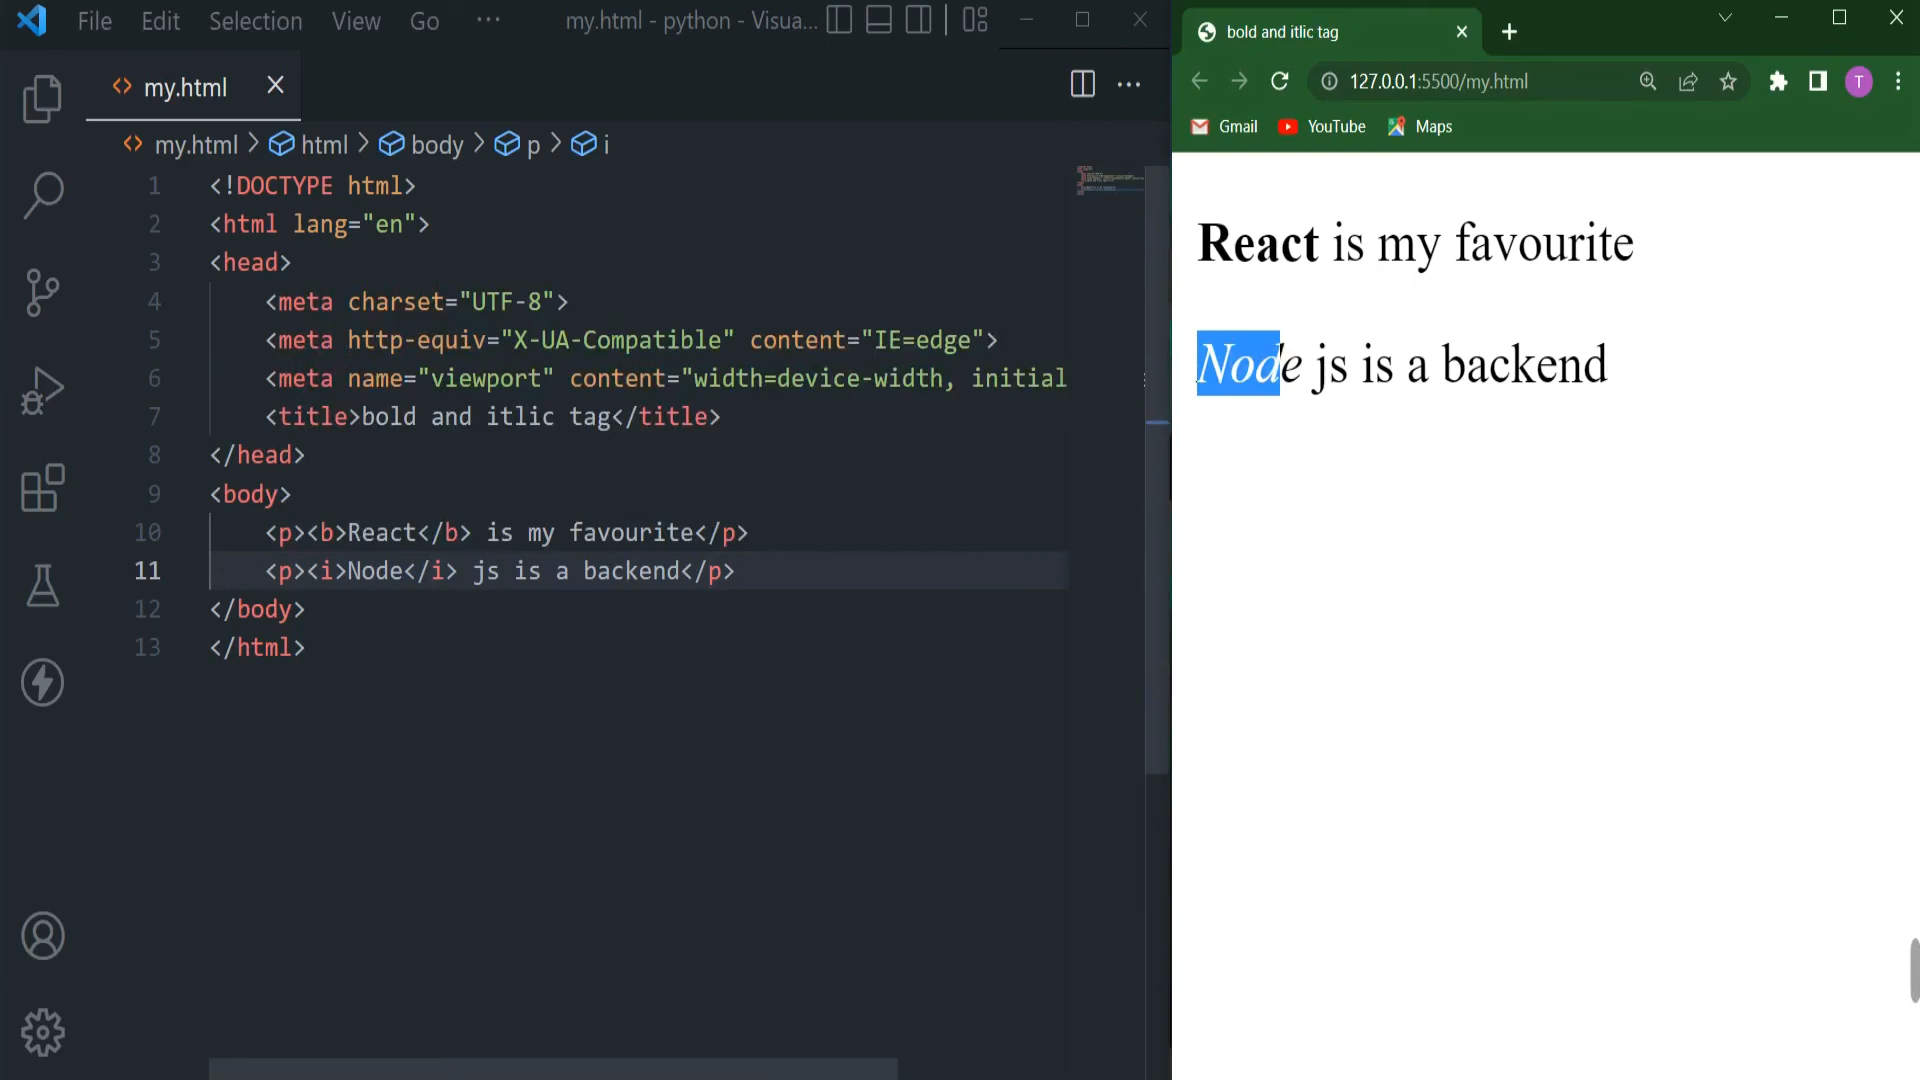 File Edit Selection View Go ··· my.html - python - Visua...
my.html
my.html > html > body > p > i
1 <!DOCTYPE html>
2 <html lang="en">
3 <head>
4 <meta charset="UTF-8">
5 <meta http-equiv="X-UA-Compatible" content="IE=edge">
6 <meta name="viewport" content="width=device-width, initial
7 <title>bold and itlic tag</title>
8 </head>
9 <body>
10 <p><b>React</b> is my favourite</p>
11 <p><i>Node</i> js is a backend</p>
12 </body>
13 </html>
bold and itlic tag
127.0.0.1:5500/my.html
T
Gmail YouTube Maps
React is my favourite
Node js is a backend